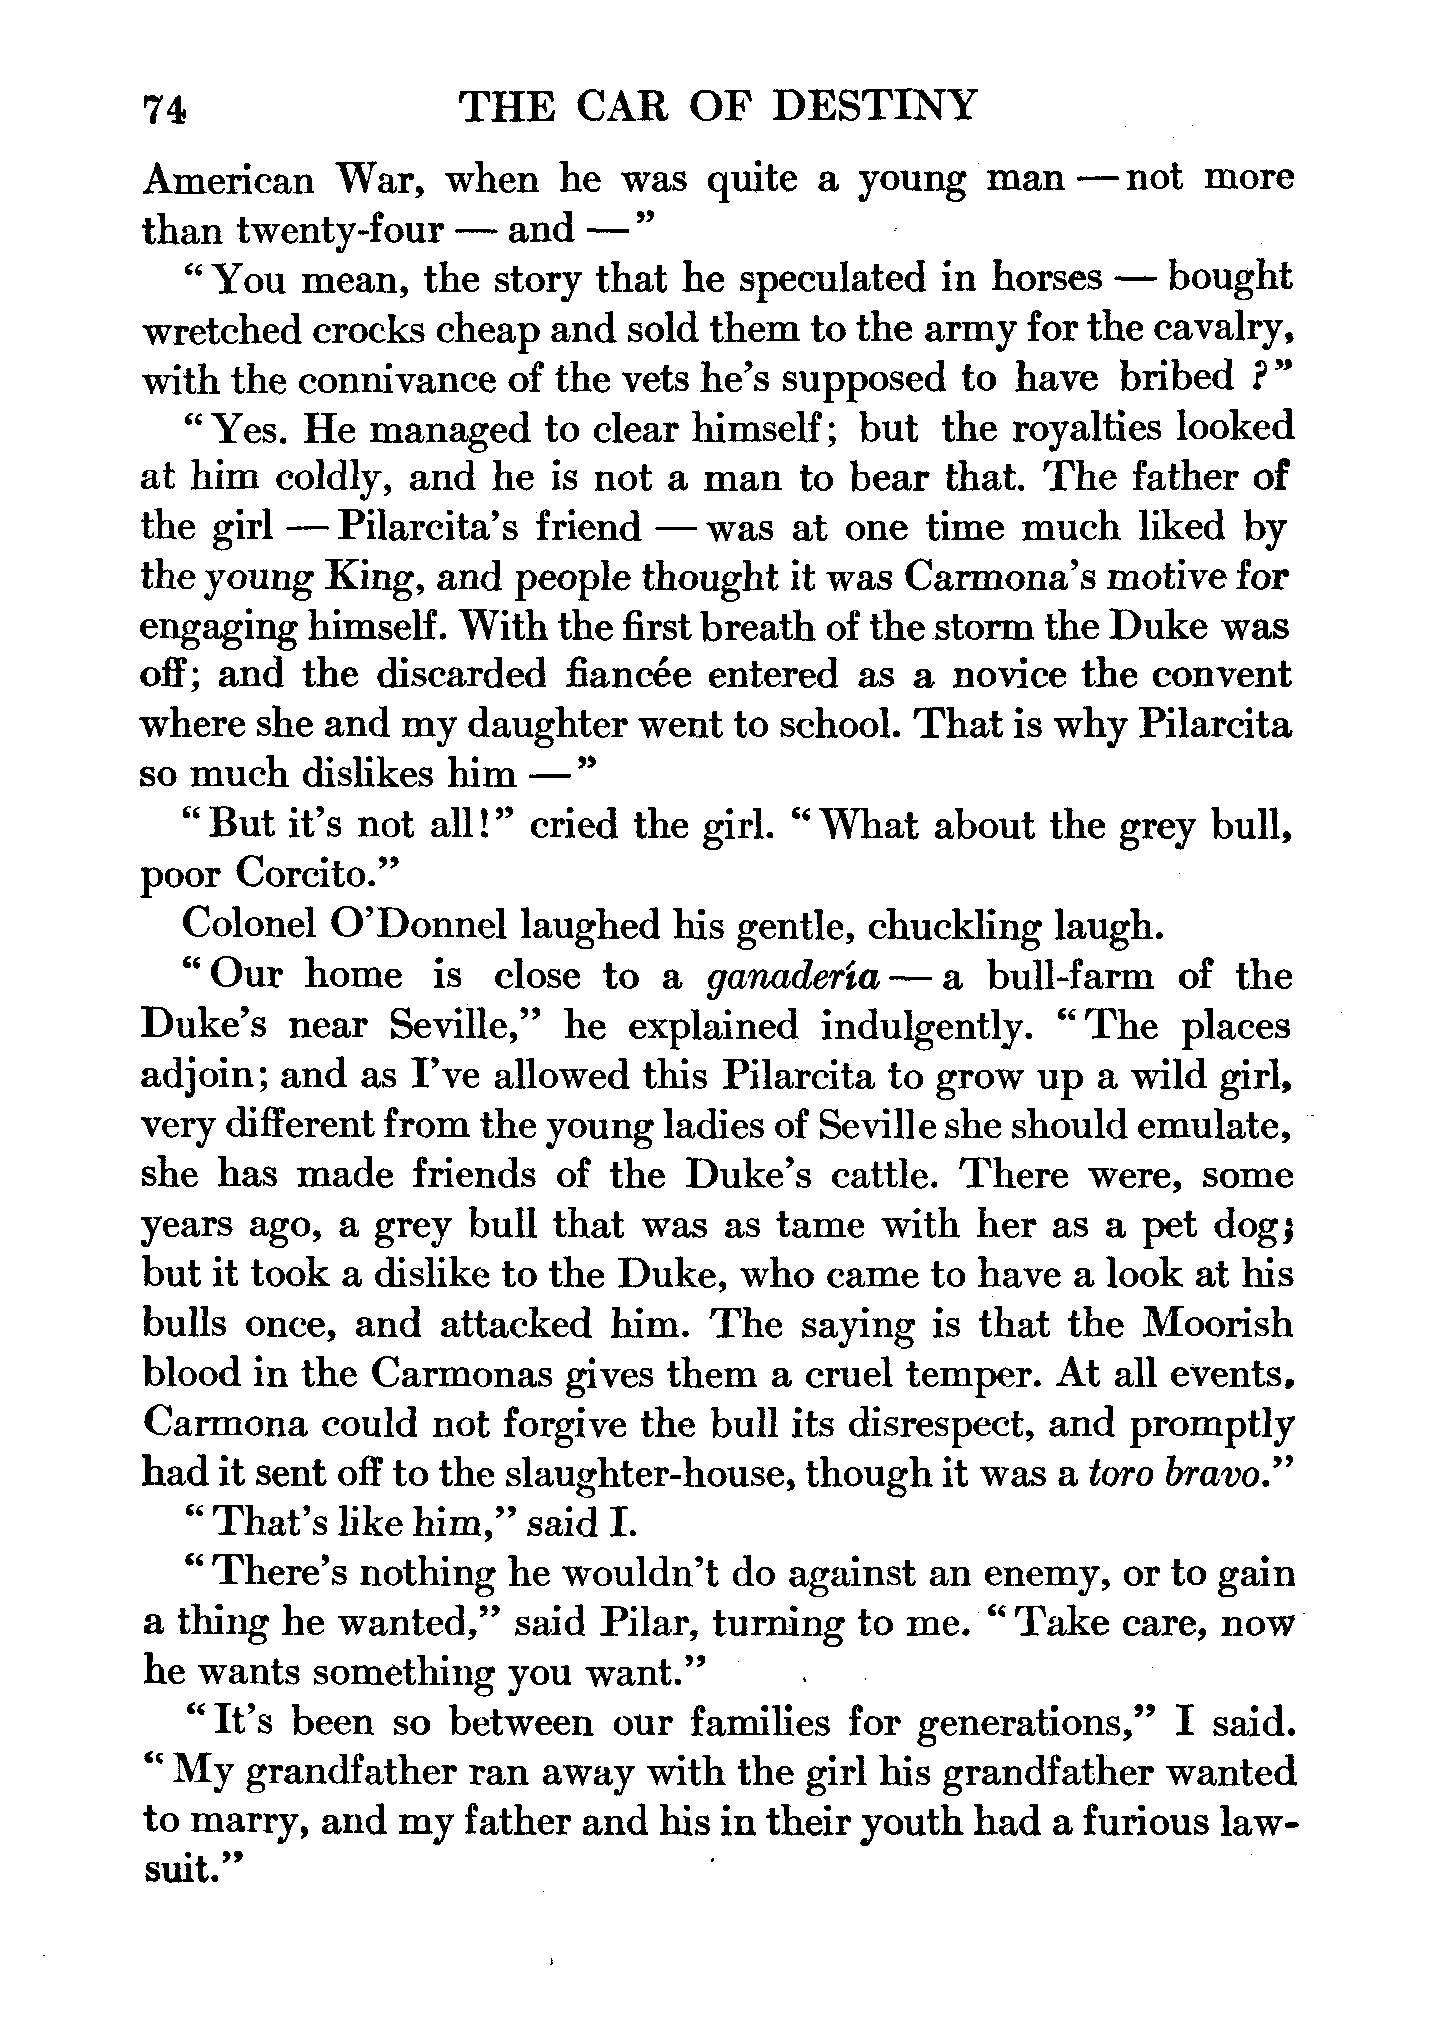 74 THE CAR OF DESTINY
American War, when he was quite a young man — not more
than twenty-four — and —"
"You mean, the story that he speculated in horses — bought
wretched crocks cheap and sold them to the army for the cavalry,
with the connivance of the vets he's supposed to have bribed ?"
"Yes. He managed to clear himself; but the royalties looked
at him coldly, and he is not a man to bear that. The father of
the girl — Pilarcita's friend — was at one time much liked by
the young King, and people thought it was Carmona's motive for
engaging himself. With the first breath of the storm the Duke was
off; and the discarded fiancée entered as a novice the convent
where she and my daughter went to school. That is why Pilarcita
so much dislikes him —"
"But it's not all!" cried the girl. "What about the grey bull,
poor Corcito."
Colonel O'Donnel laughed his gentle, chuckling laugh.
"Our home is close to a ganadería — a bull-farm of the
Duke's near Seville," he explained indulgently. "The places
adjoin; and as I've allowed this Pilarcita to grow up a wild girl,
very different from the young ladies of Seville she should emulate,
she has made friends of the Duke's cattle. There were, some
years ago, a grey bull that was as tame with her as a pet dog;
but it took a dislike to the Duke, who came to have a look at his
bulls once, and attacked him. The saying is that the Moorish
blood in the Carmonas gives them a cruel temper. At all events,
Carmona could not forgive the bull its disrespect, and promptly
had it sent off to the slaughter-house, though it was a toro bravo."
"That's like him," said I.
"There's nothing he wouldn't do against an enemy, or to gain
a thing he wanted," said Pilar, turning to me. "Take care, now
he wants something you want."
"It's been so between our families for generations," I said.
"My grandfather ran away with the girl his grandfather wanted
to marry, and my father and his in their youth had a furious law-
suit."